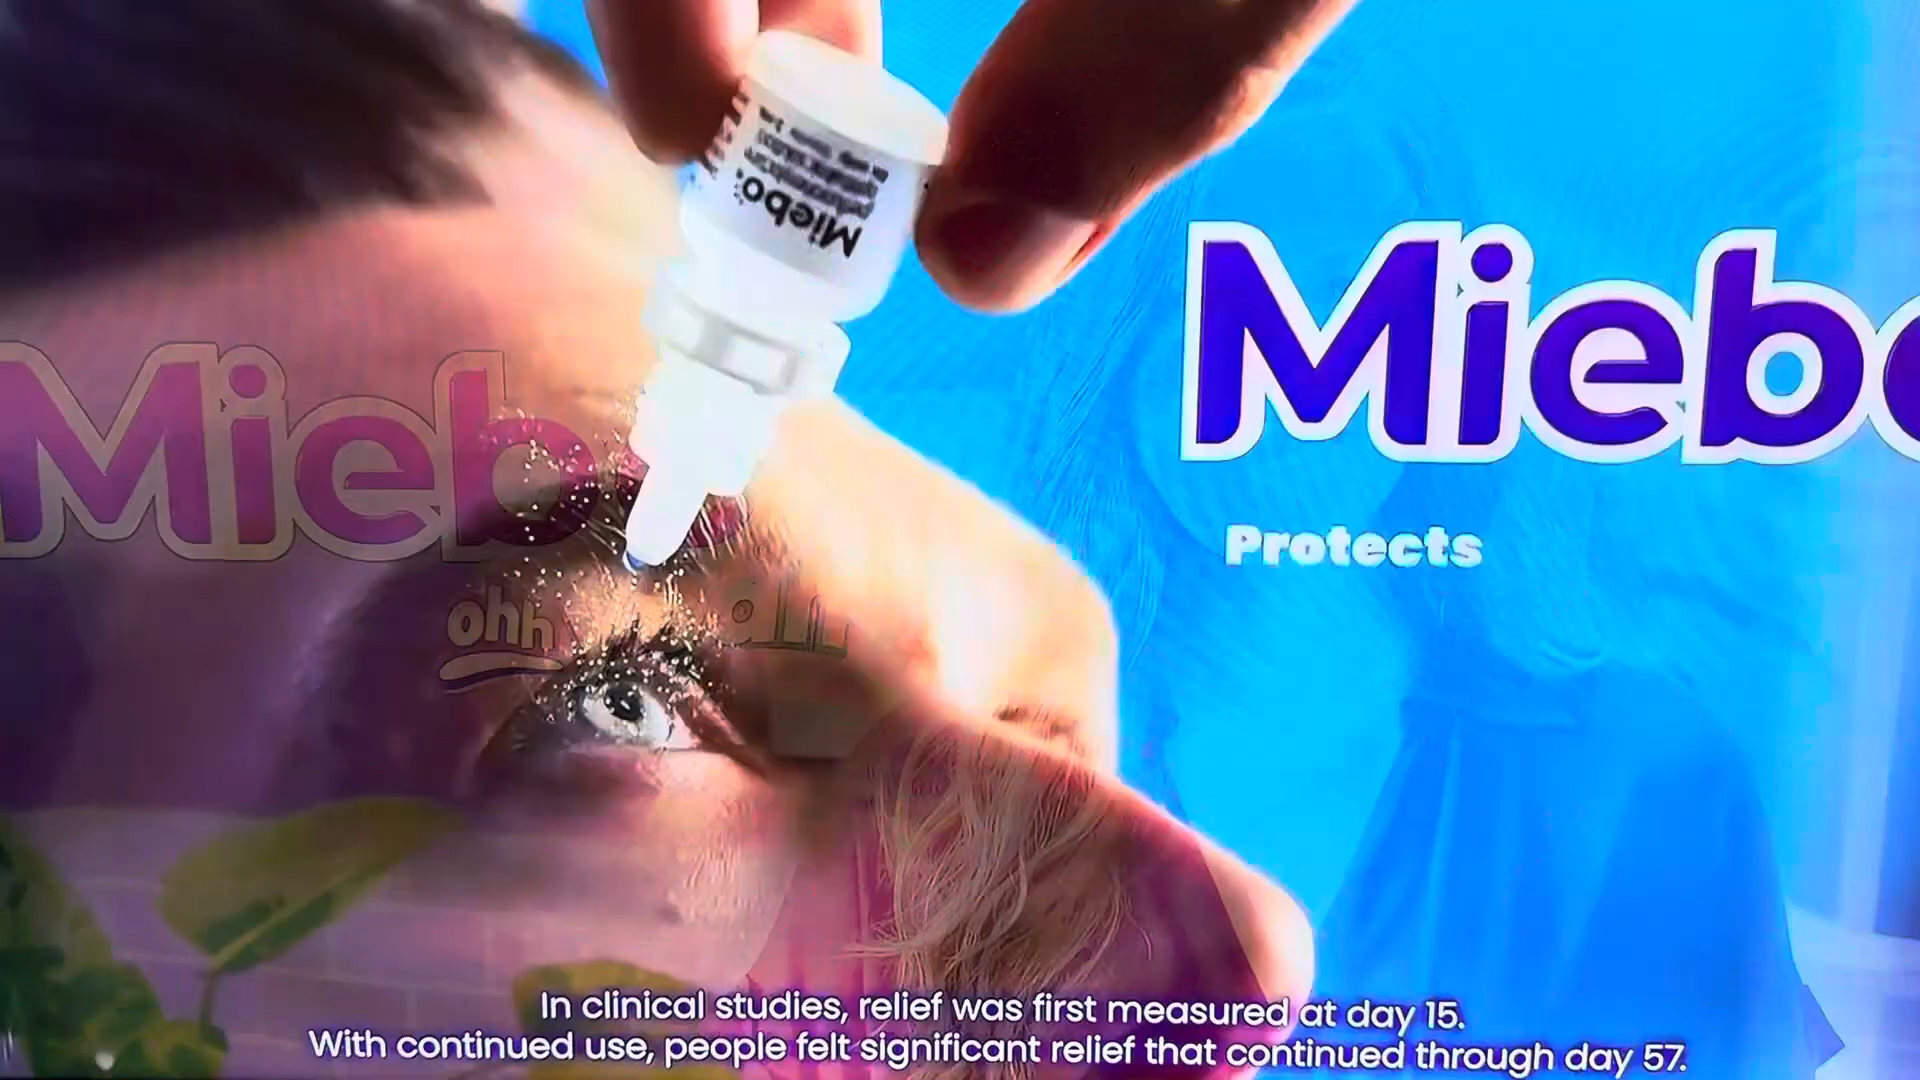 Miebo
Mieb
Miebo
Protects
ohh
In clinical studies, relief was first measured at day 15.
With continued use, people felt significant relief that continued through day 57.